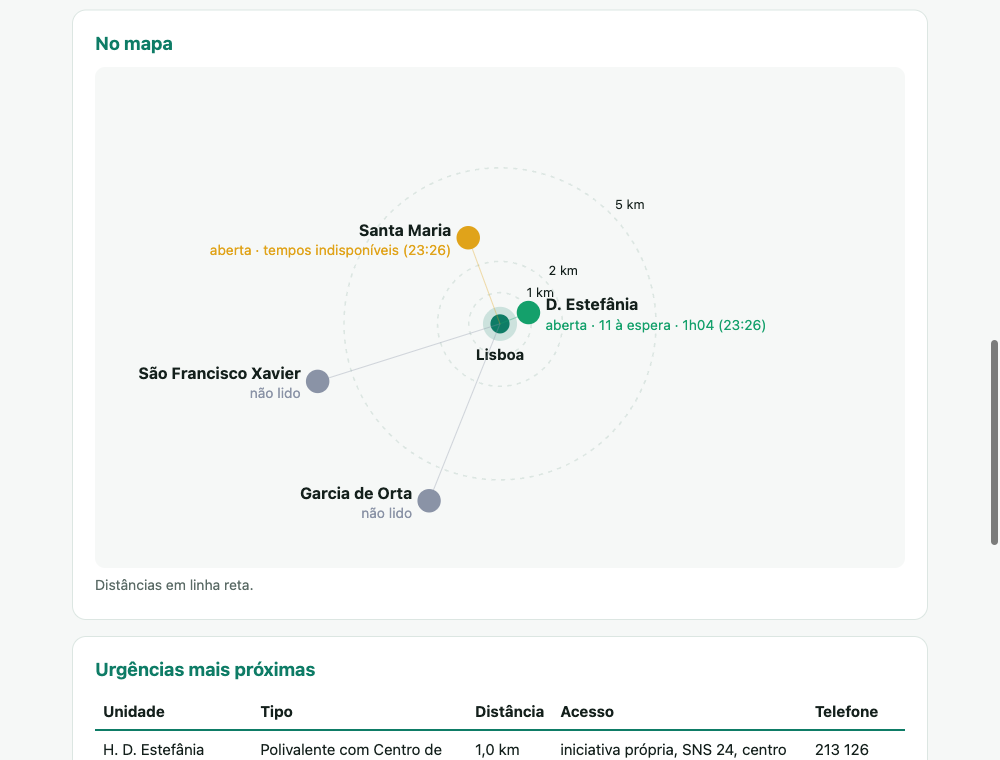 No mapa
5 km
Santa Maria
aberta · tempos indisponíveis (23:26)
2 km
1 km
D. Estefânia
aberta · 11 à espera · 1h04 (23:26)
Lisboa
São Francisco Xavier
não lido
Garcia de Orta
não lido
Distâncias em linha reta.
Urgências mais próximas
Unidade Tipo Distância Acesso Telefone
H. D. Estefânia Polivalente com Centro de 1,0 km iniciativa própria, SNS 24, centro 213 126